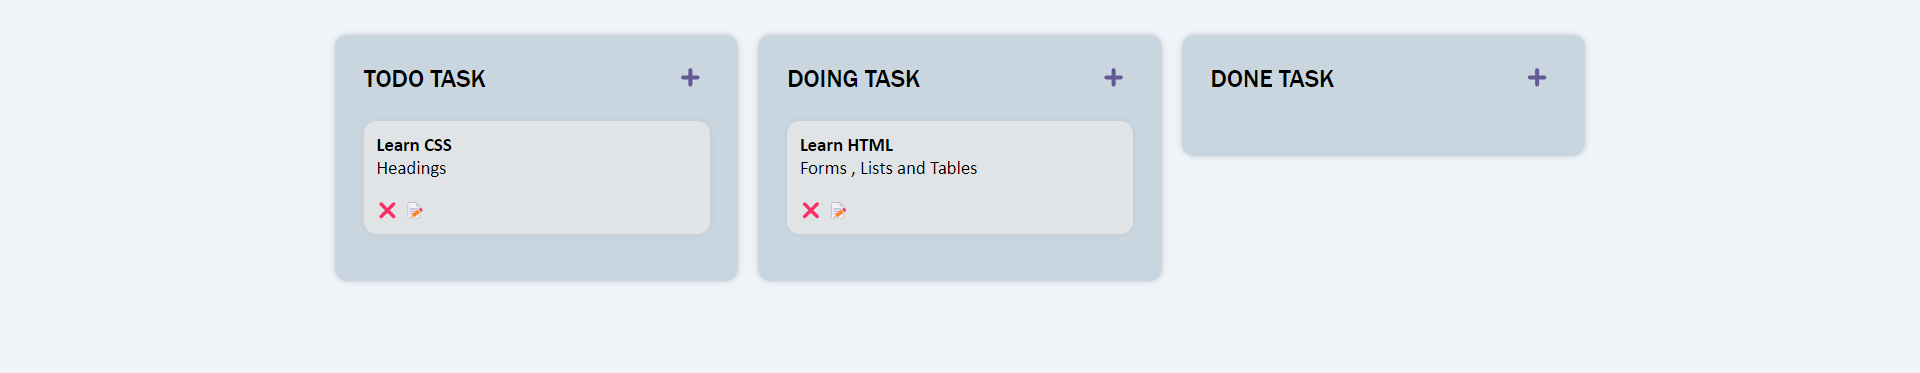 TODO TASK
Learn CSS
Headings
DOING TASK
Learn HTML
Forms , Lists and Tables
DONE TASK